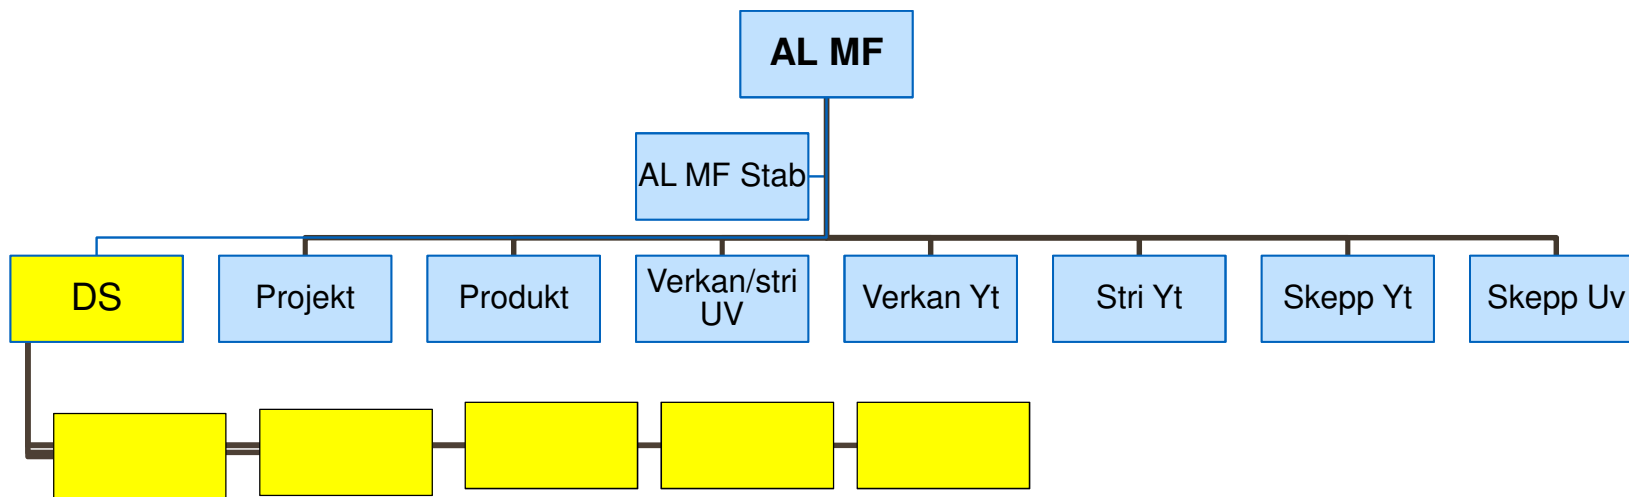 AL MF
AL MF Stab
DS
Projekt
Produkt
Verkan/stri
UV
Verkan Yt
Stri Yt
Skepp Yt
Skepp Uv